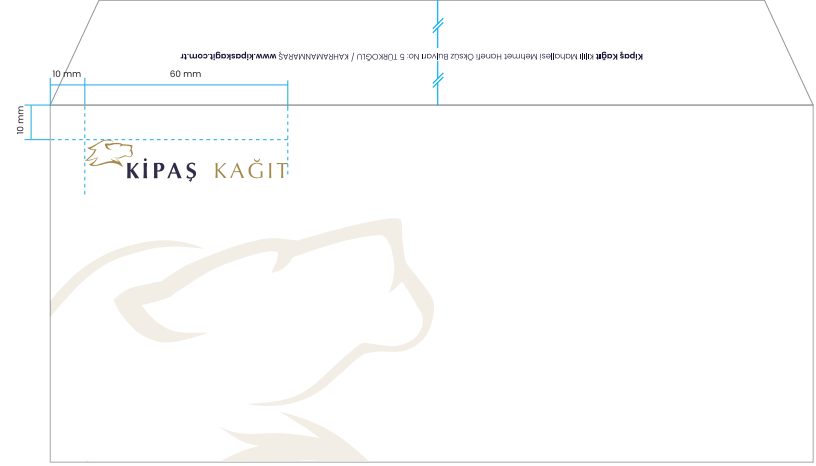 Kipaş Kağıt Kılılı Mahallesi Mehmet Hanefi Öksüz Bulvarı No: 5 TÜRKOĞLU / KAHRAMANMARAŞ www.kipaskagit.com.tr
10 mm 60 mm
10 mm
KİPAŞ KAĞIT